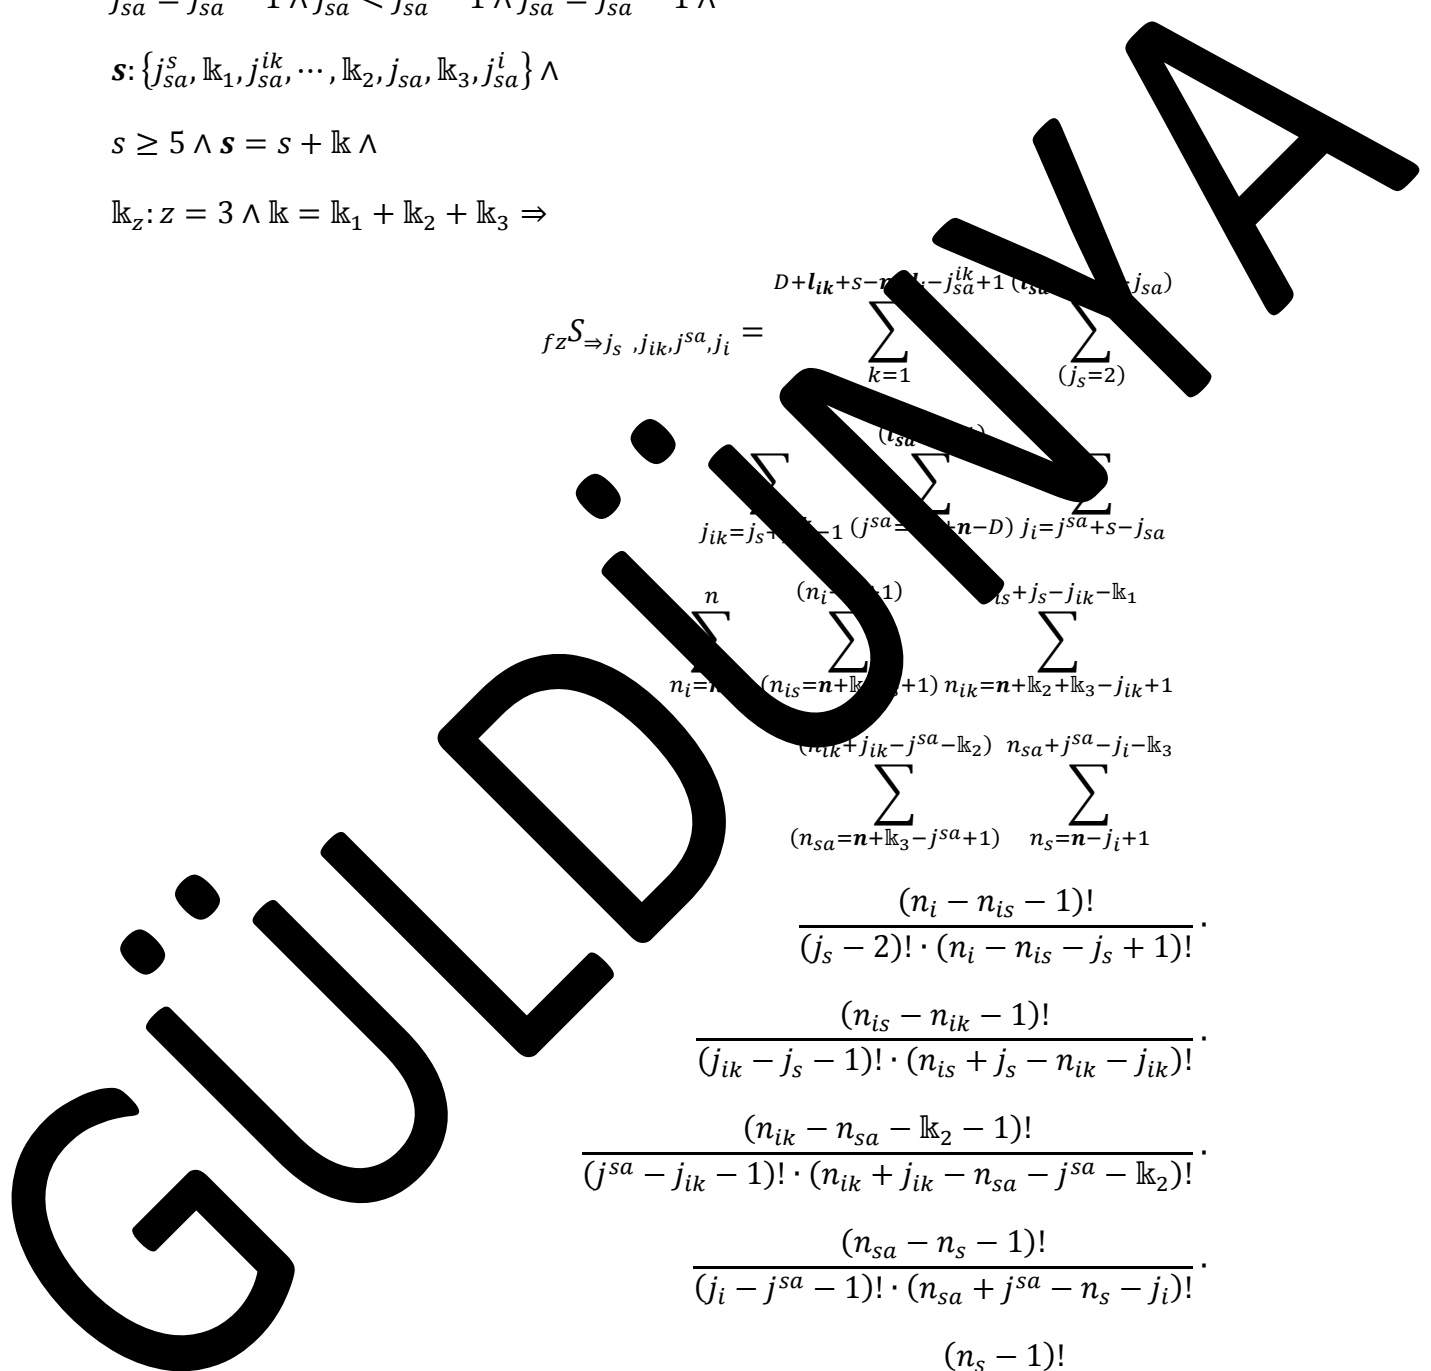 𝒔: {j_{sa}^{s}, 𝕜_1, j_{sa}^{ik}, ⋯, 𝕜_2, j_{sa}, 𝕜_3, j_{sa}^{i}} ∧
s ≥ 5 ∧ 𝒔 = s + 𝕜 ∧
𝕜_z: z = 3 ∧ 𝕜 = 𝕜_1 + 𝕜_2 + 𝕜_3 ⇒
_{fz}S_{⇒j_s ,j_{ik},j^{sa},j_i} = ∑_{k=1} ∑_{(j_s=2)}
j_i=j^{sa}+s−j_{sa}
n
n_{ik}=𝒏+𝕜_2+𝕜_3−j_{ik}+1
(n_{ik}+j_{ik}−j^{sa}−𝕜_2) n_{sa}+j^{sa}−j_i−𝕜_3
∑ ∑
(n_{sa}=𝒏+𝕜_3−j^{sa}+1) n_s=𝒏−j_i+1
(n_i − n_{is} − 1)!
(j_s − 2)! · (n_i − n_{is} − j_s + 1)! ·
(n_{is} − n_{ik} − 1)!
(j_{ik} − j_s − 1)! · (n_{is} + j_s − n_{ik} − j_{ik})! ·
(n_{ik} − n_{sa} − 𝕜_2 − 1)!
(j^{sa} − j_{ik} − 1)! · (n_{ik} + j_{ik} − n_{sa} − j^{sa} − 𝕜_2)! ·
(n_{sa} − n_s − 1)!
(j_i − j^{sa} − 1)! · (n_{sa} + j^{sa} − n_s − j_i)! ·
(n_s − 1)!
GÜLDÜNYA